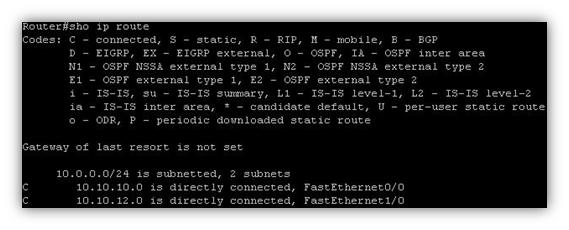 Router#sho ip route
Codes: C - connected, S - static, R - RIP, M - mobile, B - BGP
D - EIGRP, EX - EIGRP external, O - OSPF, IA - OSPF inter area
N1 - OSPF NSSA external type 1, N2 - OSPF NSSA external type 2
E1 - OSPF external type 1, E2 - OSPF external type 2
i - IS-IS, su - IS-IS summary, L1 - IS-IS level-1, L2 - IS-IS level-2
ia - IS-IS inter area, * - candidate default, U - per-user static route
o - ODR, P - periodic downloaded static route
Gateway of last resort is not set
10.0.0.0/24 is subnetted, 2 subnets
C 10.10.10.0 is directly connected, FastEthernet0/0
C 10.10.12.0 is directly connected, FastEthernet1/0